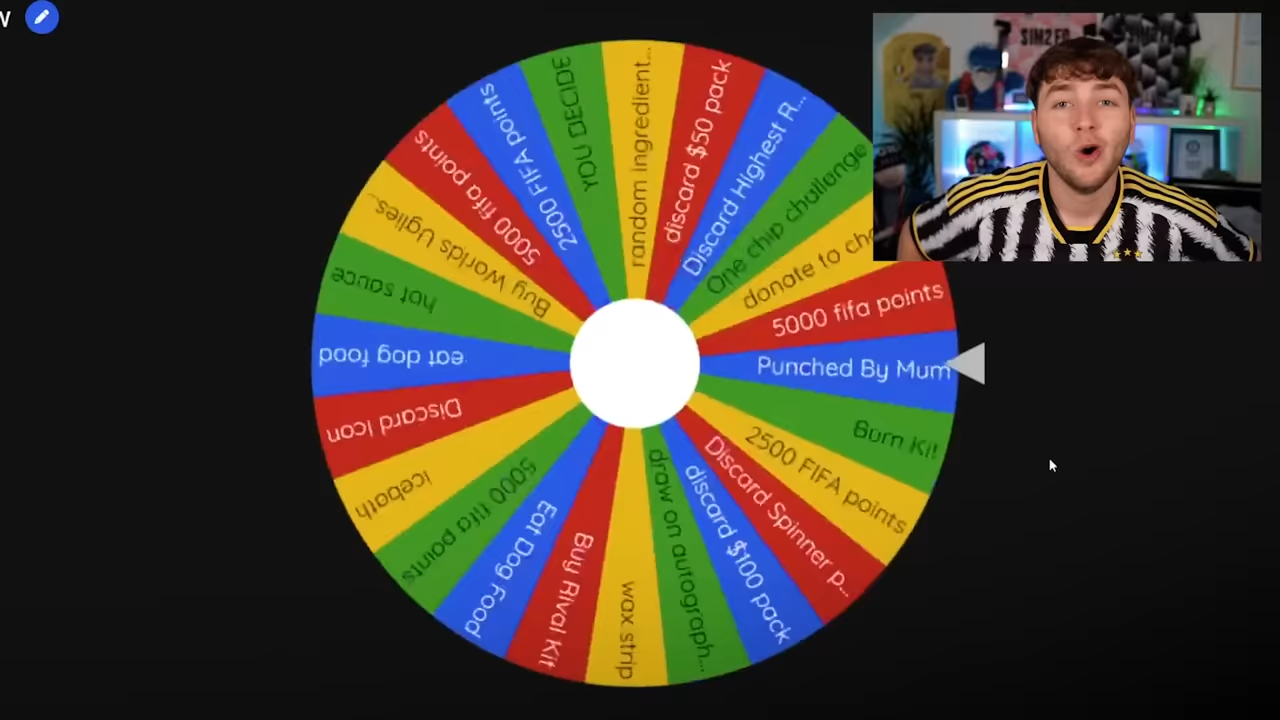 W
YOU DECIDE
random ingredient...
discard $50 pack
Discard Highest R...
One chip challenge
donate to
5000 fifa points
Punched By Mum
Burn Kit
2500 FIFA points
Discard Spinner p...
discard $100 pack
draw on autograph...
wax strip
Buy Rival Kit
Eat Dog Food
5000 fifa points
icebath
Discard Icon
eat dog food
hot sauce
Buy Worlds Uglies...
5000 fifa points
2500 FIFA points
SIM2FC